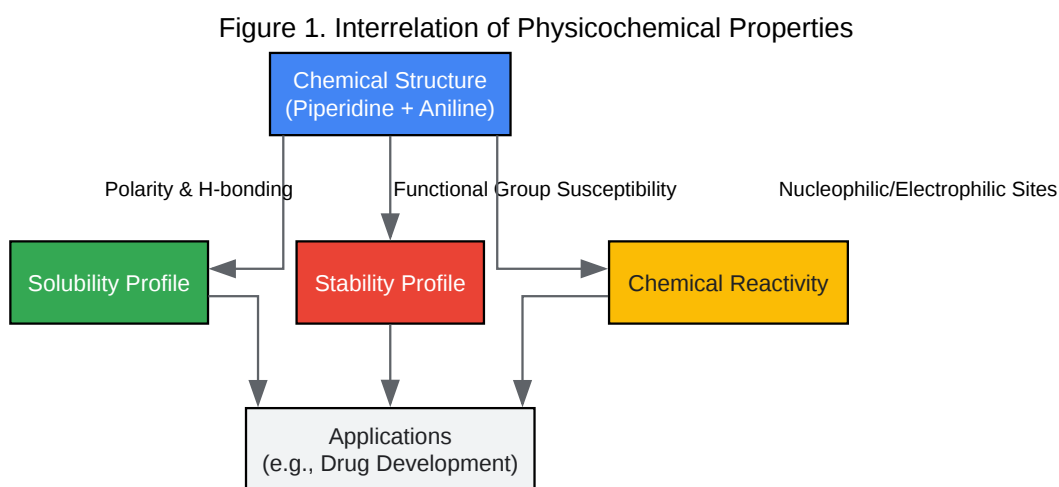 Figure 1. Interrelation of Physicochemical Properties
Chemical Structure
(Piperidine + Aniline)
Polarity & H-bonding
Functional Group Susceptibility
Nucleophilic/Electrophilic Sites
Solubility Profile
Stability Profile
Chemical Reactivity
Applications
(e.g., Drug Development)